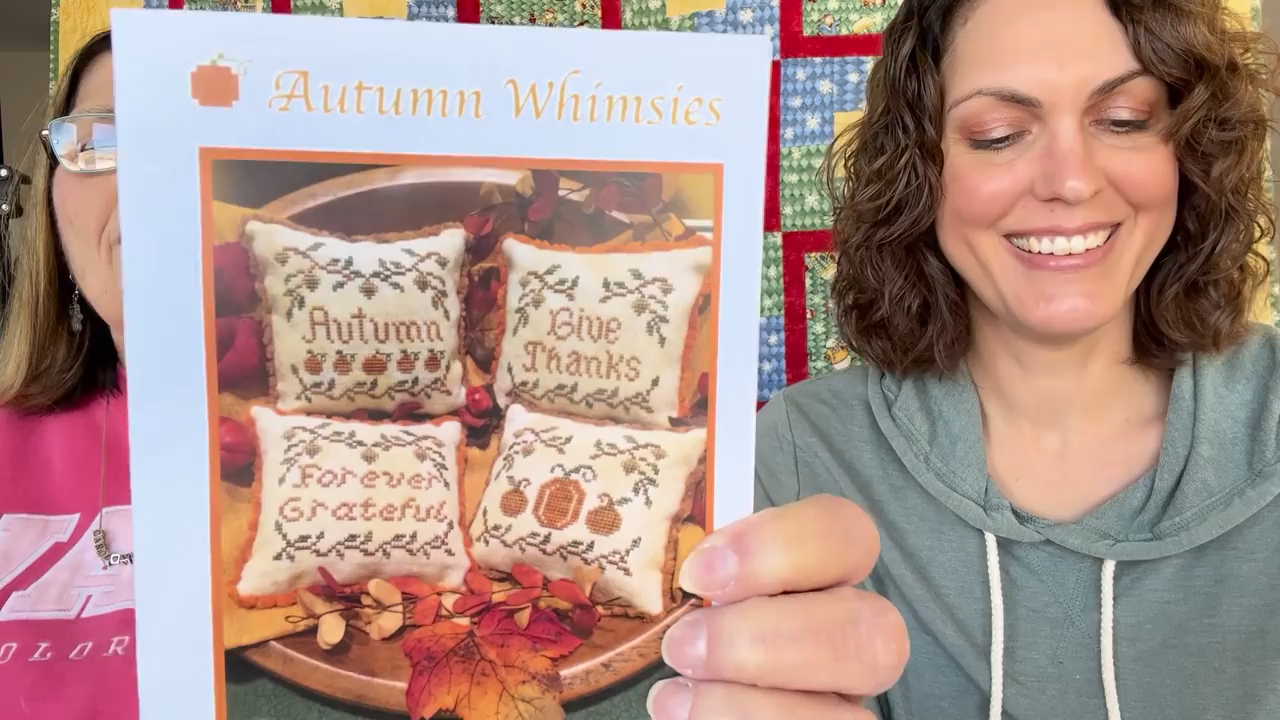 Autumn Whimsies
Autumn
Give
Thanks
Forever
Grateful
OLOR